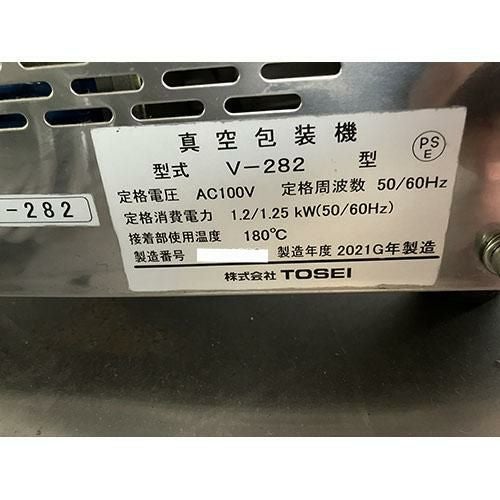 真空包装機
型式 V-282 型
PS
E
定格電圧 AC100V 定格周波数 50/60Hz
定格消費電力 1.2/1.25 kW(50/60Hz)
接着部使用温度 180℃
製造番号 製造年度 2021G年製造
株式会社 TOSEI
-282